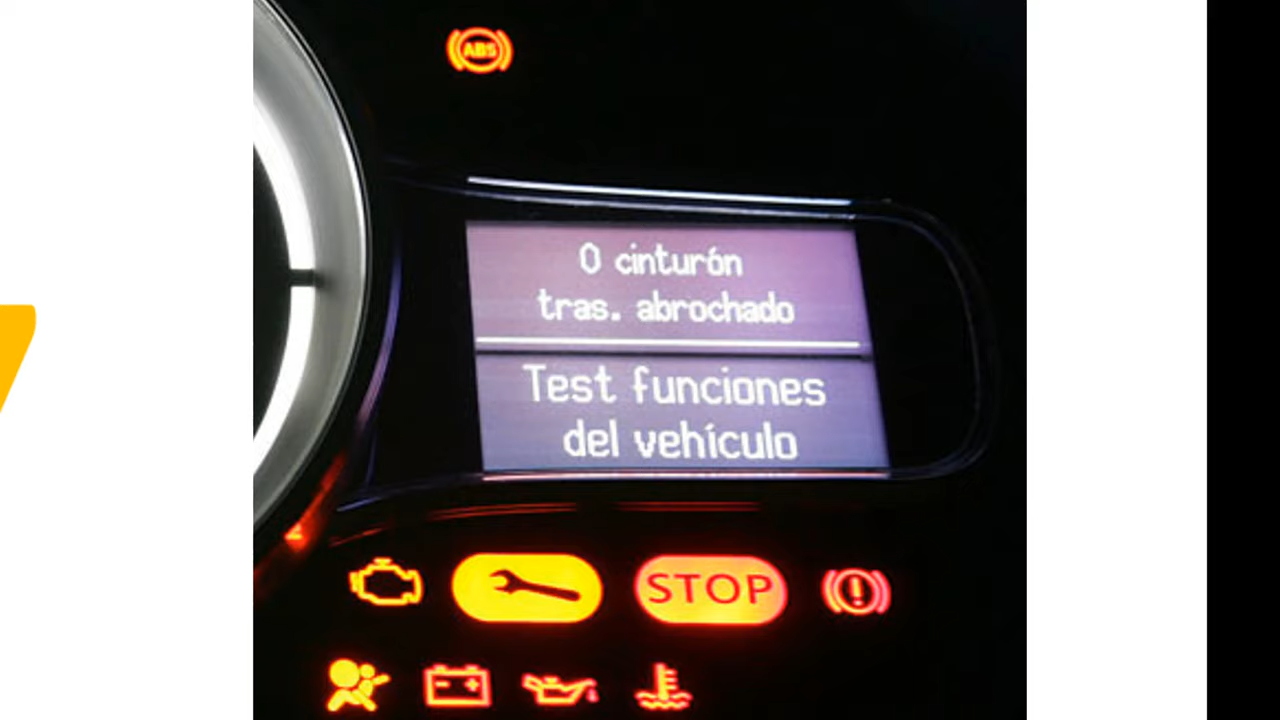 ABS
0 cinturón
tras. abrochado
Test funciones
del vehículo
STOP